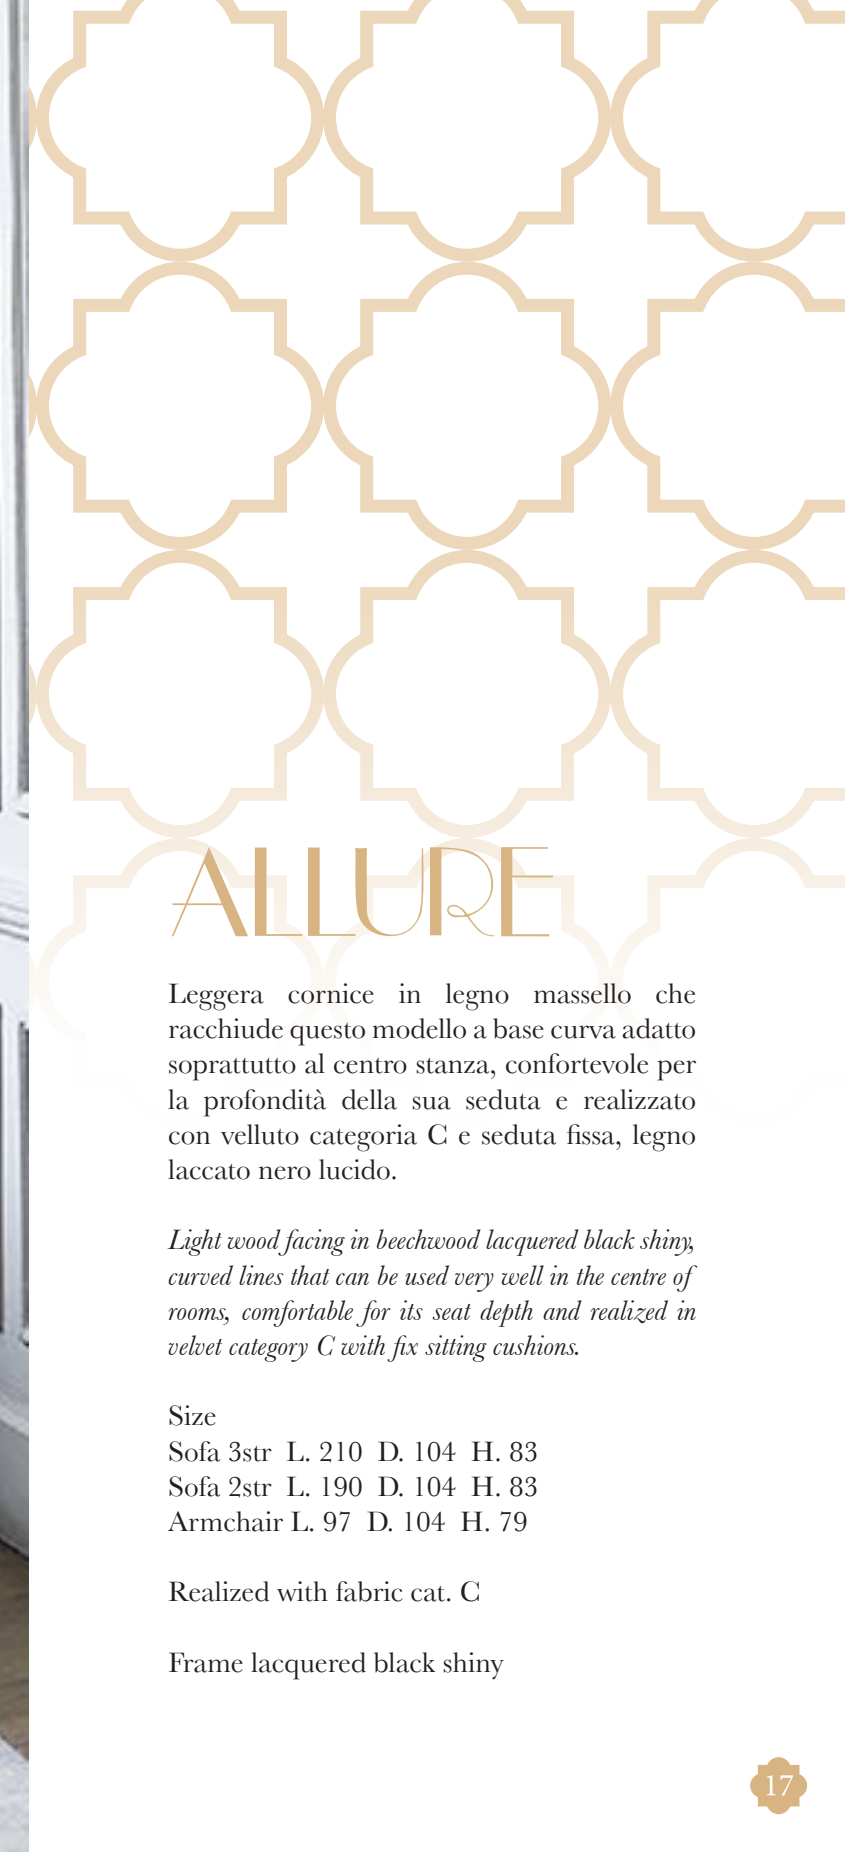 ALLURE
Leggera cornice in legno massello che
racchiude questo modello a base curva adatto
soprattutto al centro stanza, confortevole per
la profondità della sua seduta e realizzato
con velluto categoria C e seduta fissa, legno
laccato nero lucido.
Light wood facing in beechwood lacquered black shiny,
curved lines that can be used very well in the centre of
rooms, comfortable for its seat depth and realized in
velvet category C with fix sitting cushions.
Size
Sofa 3str L. 210 D. 104 H. 83
Sofa 2str L. 190 D. 104 H. 83
Armchair L. 97 D. 104 H. 79
Realized with fabric cat. C
Frame lacquered black shiny
17